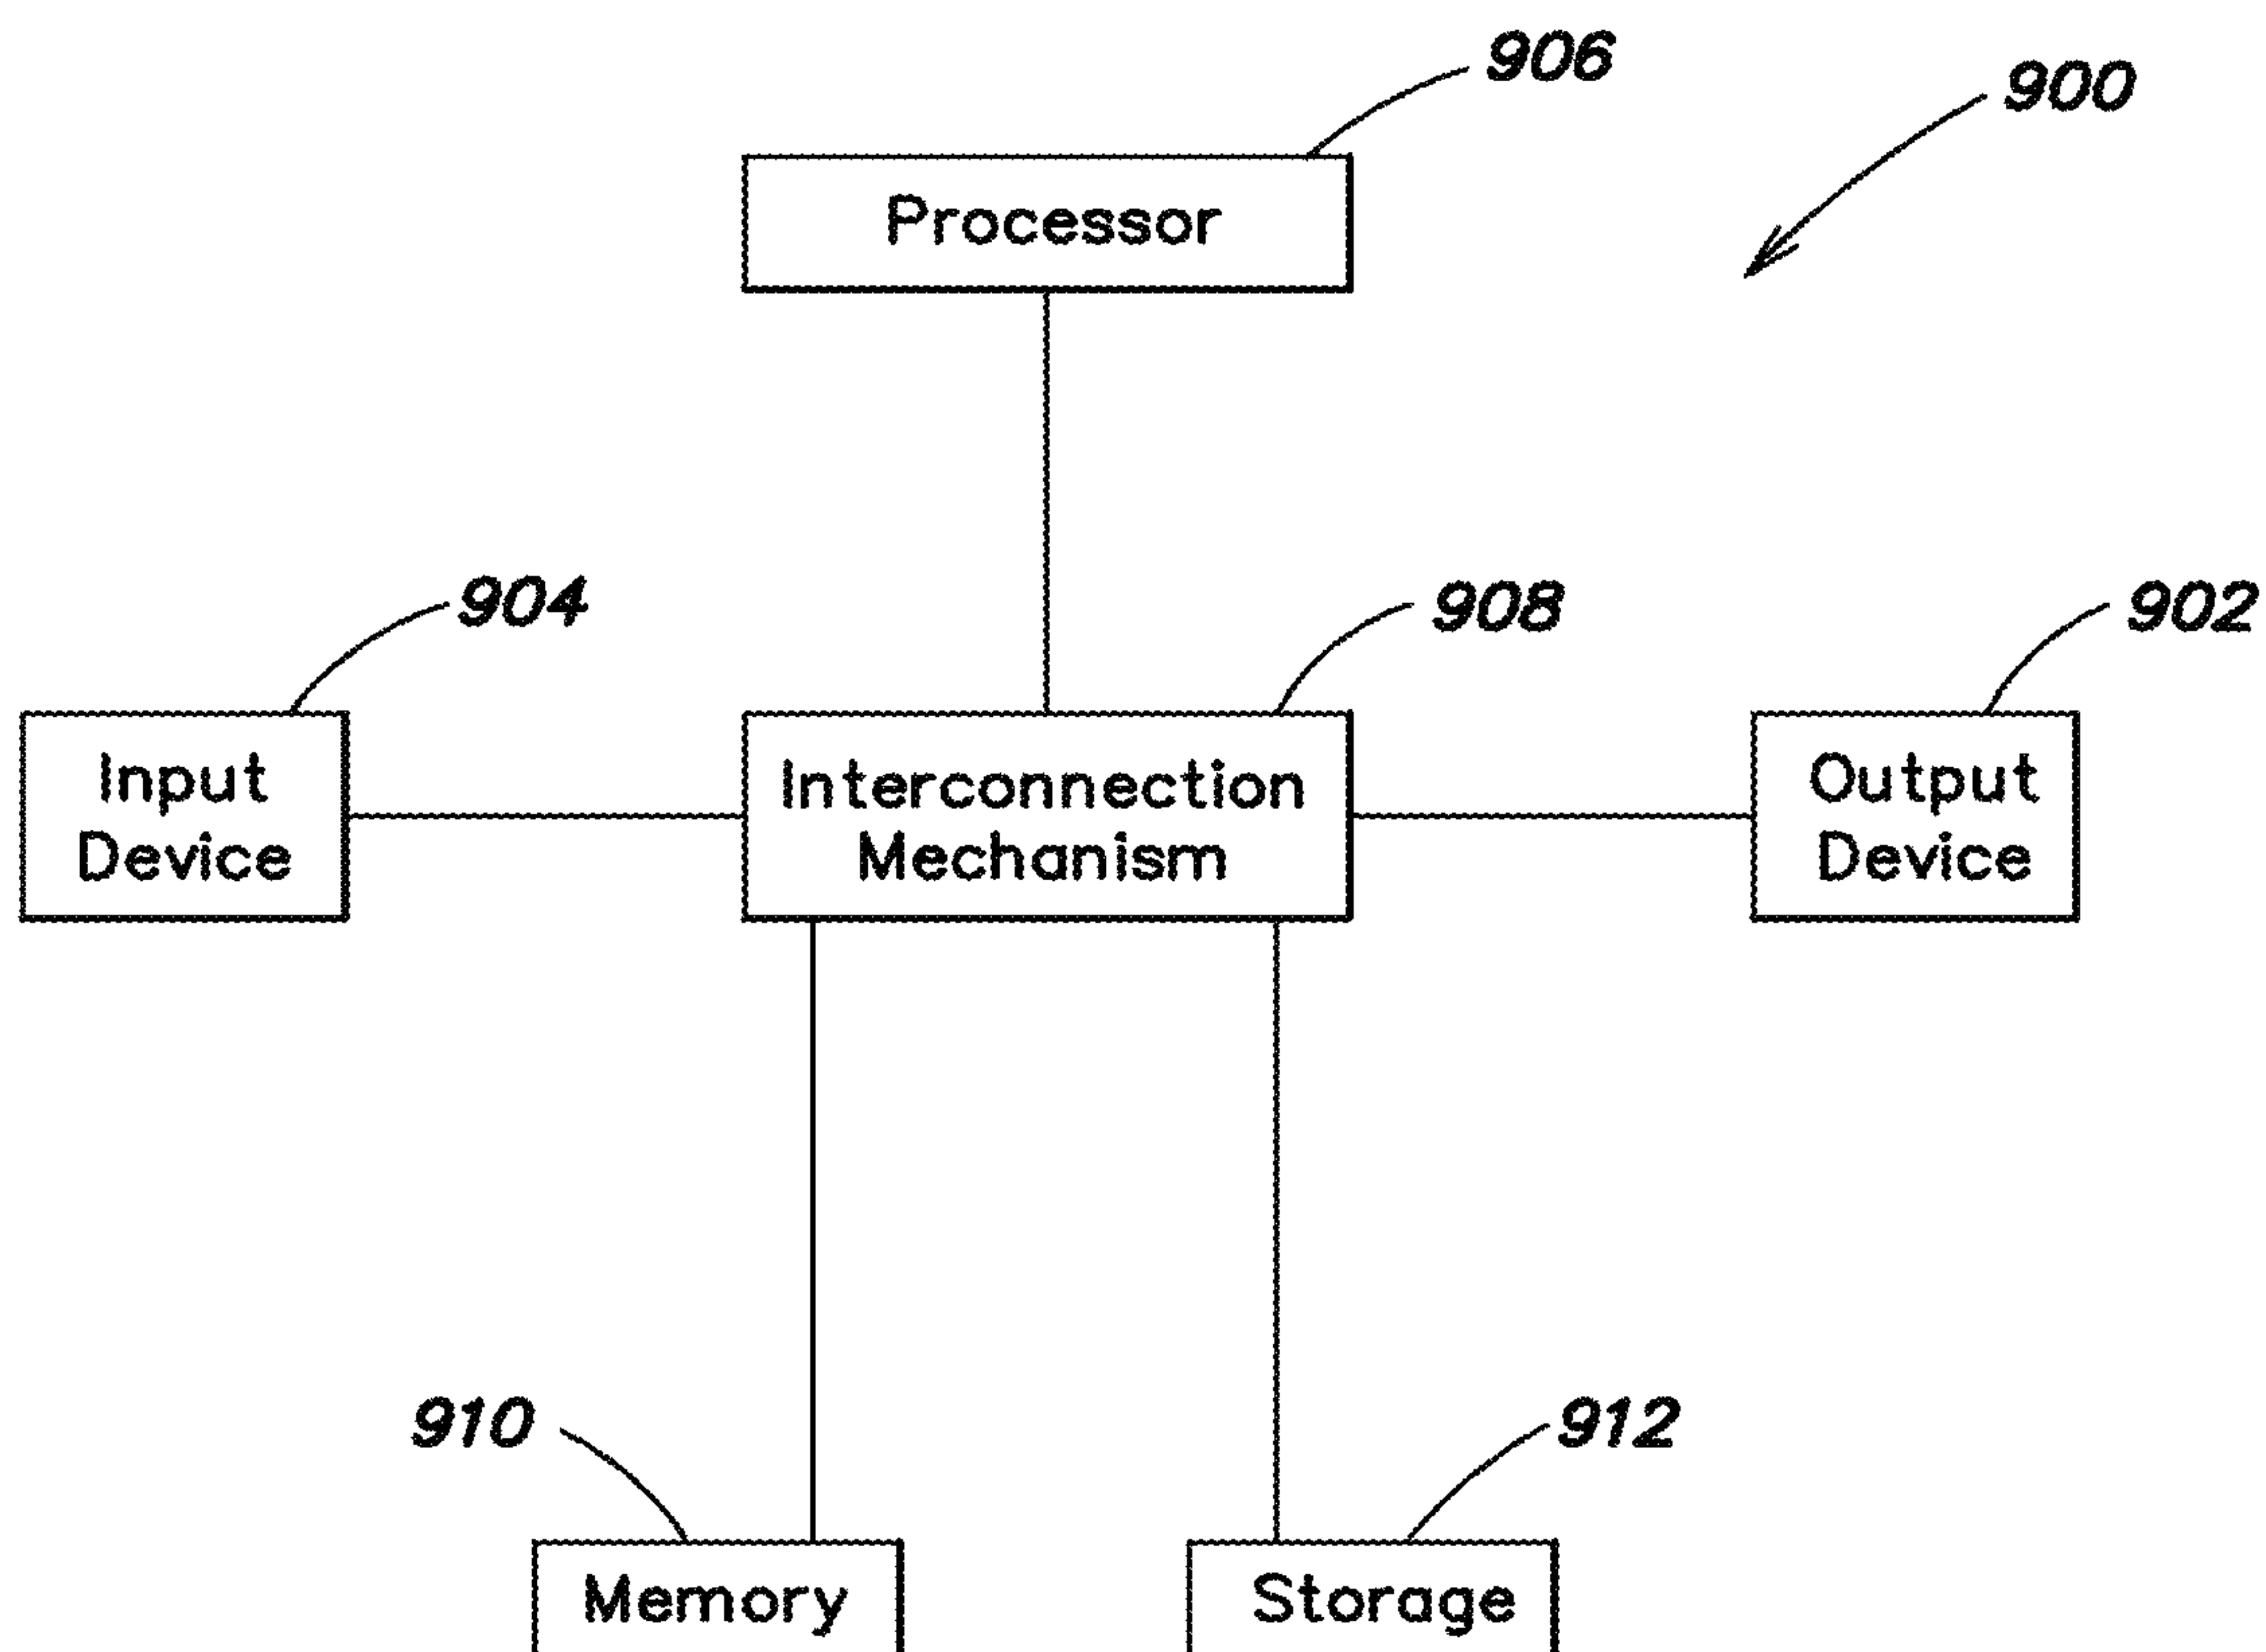 906
900
Processor
904
908
902
Input
Device
Interconnection
Mechanism
Output
Device
910
912
Memory
Storage